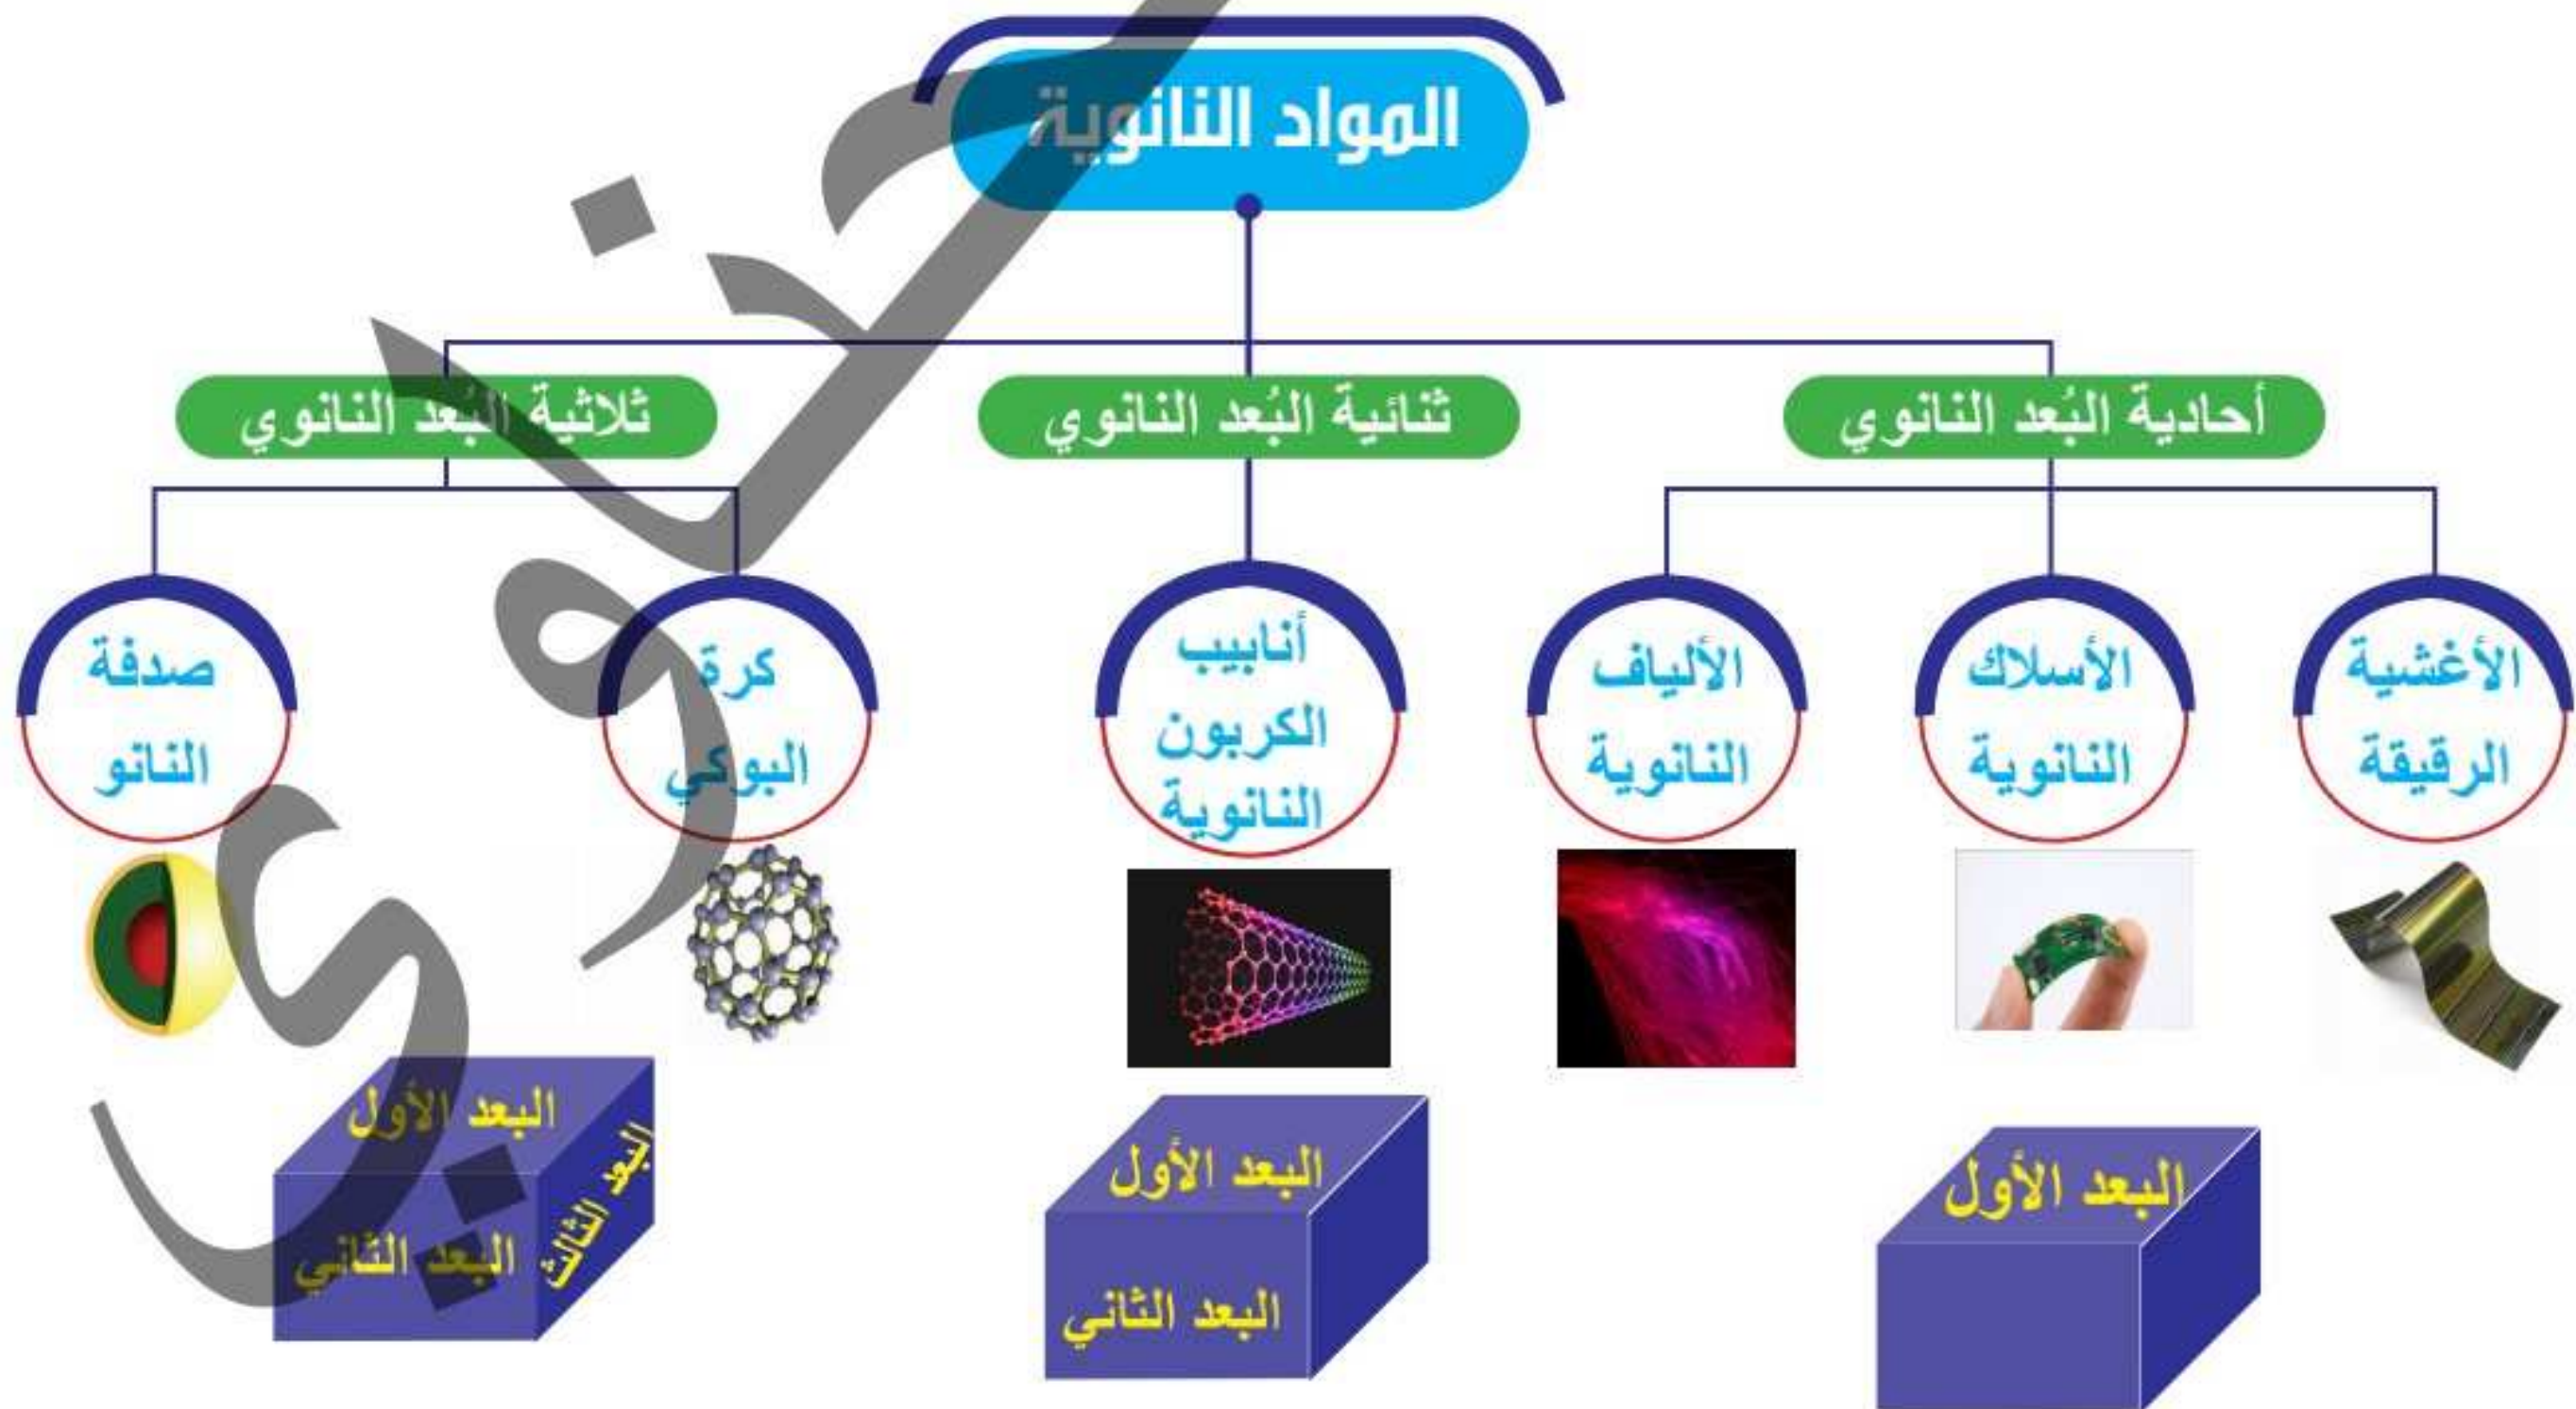 المواد النانوية
أحادية البُعد النانوي
ثنائية البُعد النانوي
ثلاثية البُعد النانوي
الأغشية
الرقيقة
الأسلاك
النانوية
الألياف
النانوية
أنابيب
الكربون
النانوية
كرة
البوكي
صدفة
النانو
البعد الأول
البعد الأول
البعد الثاني
البعد الأول
البعد الثاني
البعد الثالث